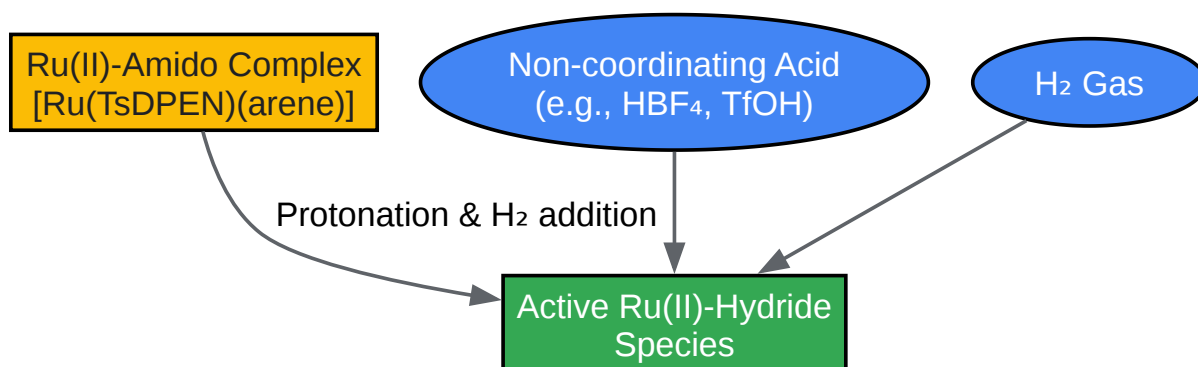 Ru(II)-Amido Complex
[Ru(TsDPEN)(arene)]
Non-coordinating Acid
(e.g., HBF₄, TfOH)
H₂ Gas
Protonation & H₂ addition
Active Ru(II)-Hydride
Species